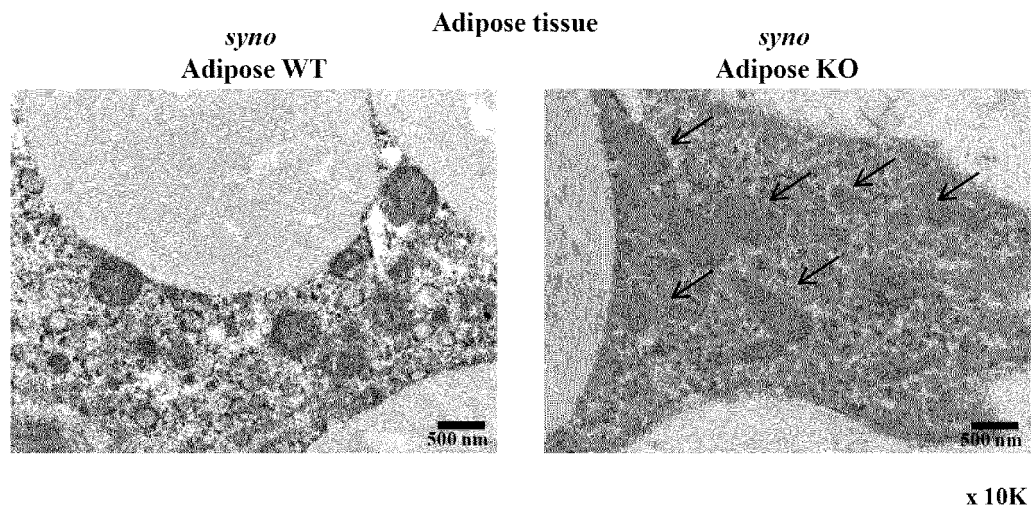 Adipose tissue
syno
Adipose WT
syno
Adipose KO
500 nm
500 nm
x 10K